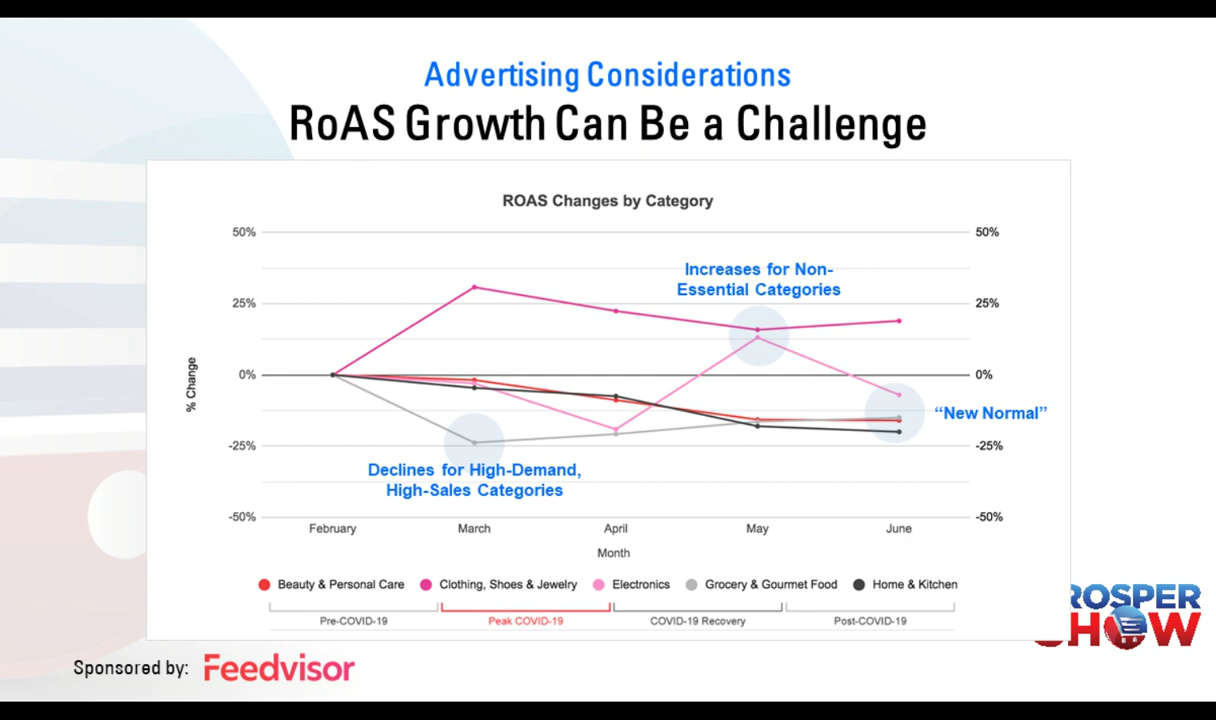 Advertising Considerations
RoAS Growth Can Be a Challenge
ROAS Changes by Category
50%
50%
Increases for Non-
Essential Categories
25%
25%
0%
0%
% Change
"New Normal"
-25%
-25%
Declines for High-Demand,
High-Sales Categories
-50%
-50%
February March April May June
Month
Beauty & Personal Care Clothing, Shoes & Jewelry Electronics Grocery & Gourmet Food Home & Kitchen
Pre-COVID-19 Peak COVID-19 COVID-19 Recovery Post-COVID-19
ROSPER
HOW
Sponsored by: Feedvisor